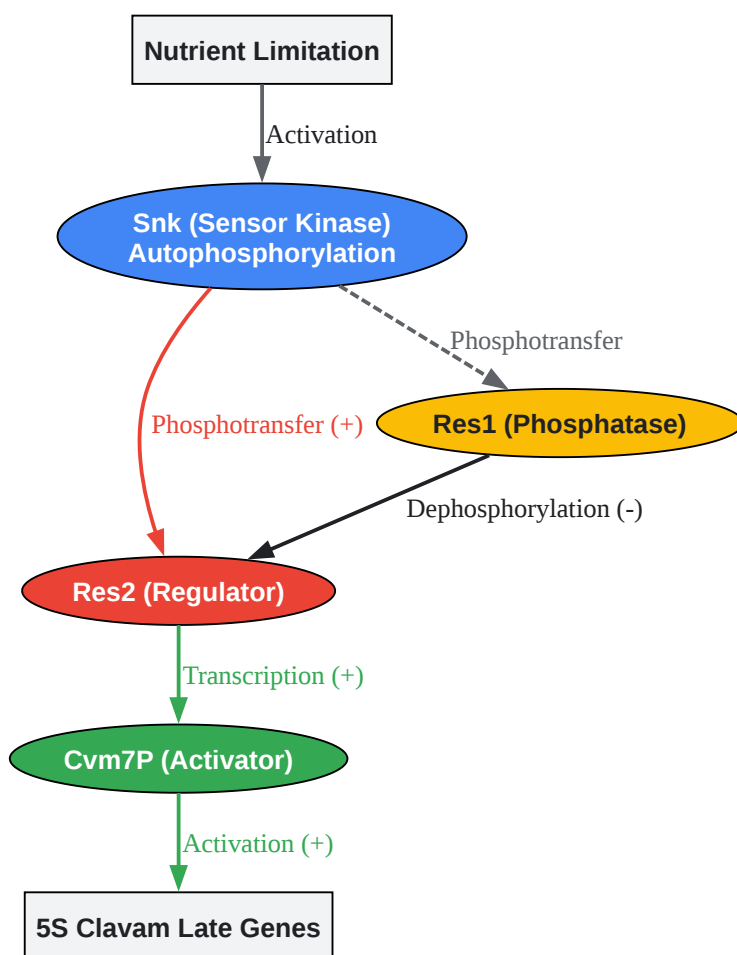 Nutrient Limitation
Activation
Snk (Sensor Kinase)
Autophosphorylation
Phosphotransfer
Phosphotransfer (+)
Res1 (Phosphatase)
Dephosphorylation (-)
Res2 (Regulator)
Transcription (+)
Cvm7P (Activator)
Activation (+)
5S Clavam Late Genes